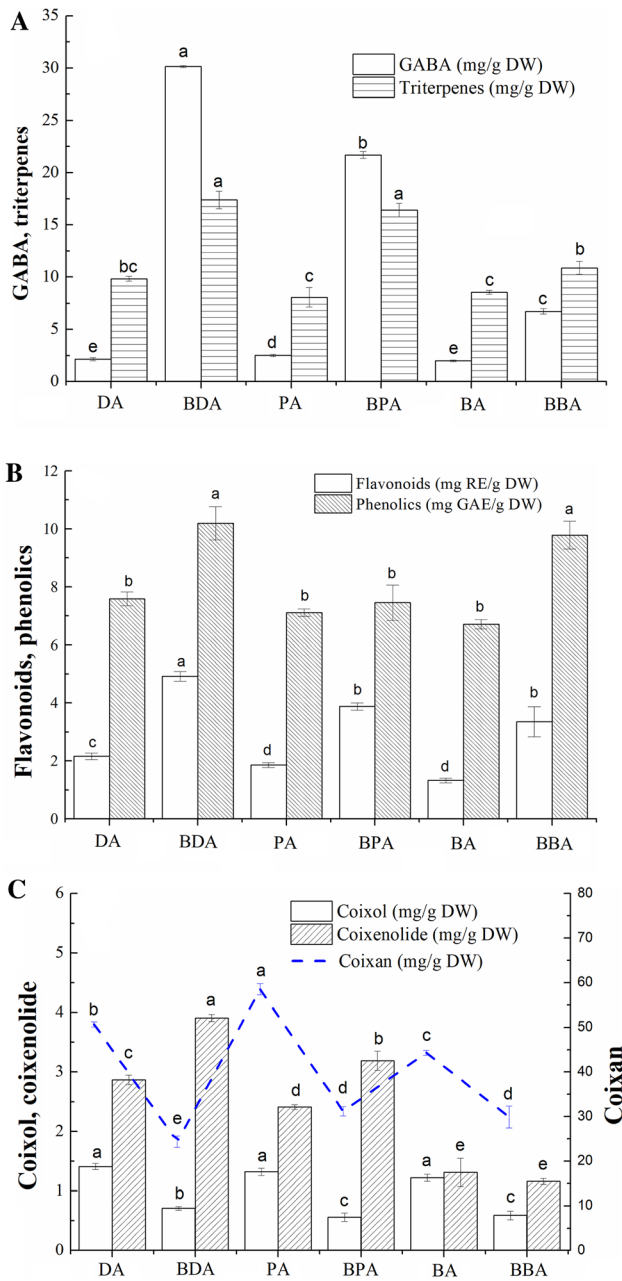 A
35
30
25
20
15
10
5
0
GABA, triterpenes
GABA (mg/g DW)
Triterpenes (mg/g DW)
e
bc
a
a
d
c
b
a
e
c
c
b
DA BDA PA BPA BA BBA
B
12
10
8
6
4
2
0
Flavonoids, phenolics
Flavonoids (mg RE/g DW)
Phenolics (mg GAE/g DW)
c
b
a
a
d
b
b
b
d
b
b
a
DA BDA PA BPA BA BBA
C
6
5
4
3
2
1
0
Coixol, coixenolide
Coixol (mg/g DW)
Coixenolide (mg/g DW)
Coixan (mg/g DW)
b
c
a
a
e
b
a
d
a
b
d
c
c
a
e
d
e
c
80
70
60
50
40
30
20
10
0
Coixan
DA BDA PA BPA BA BBA